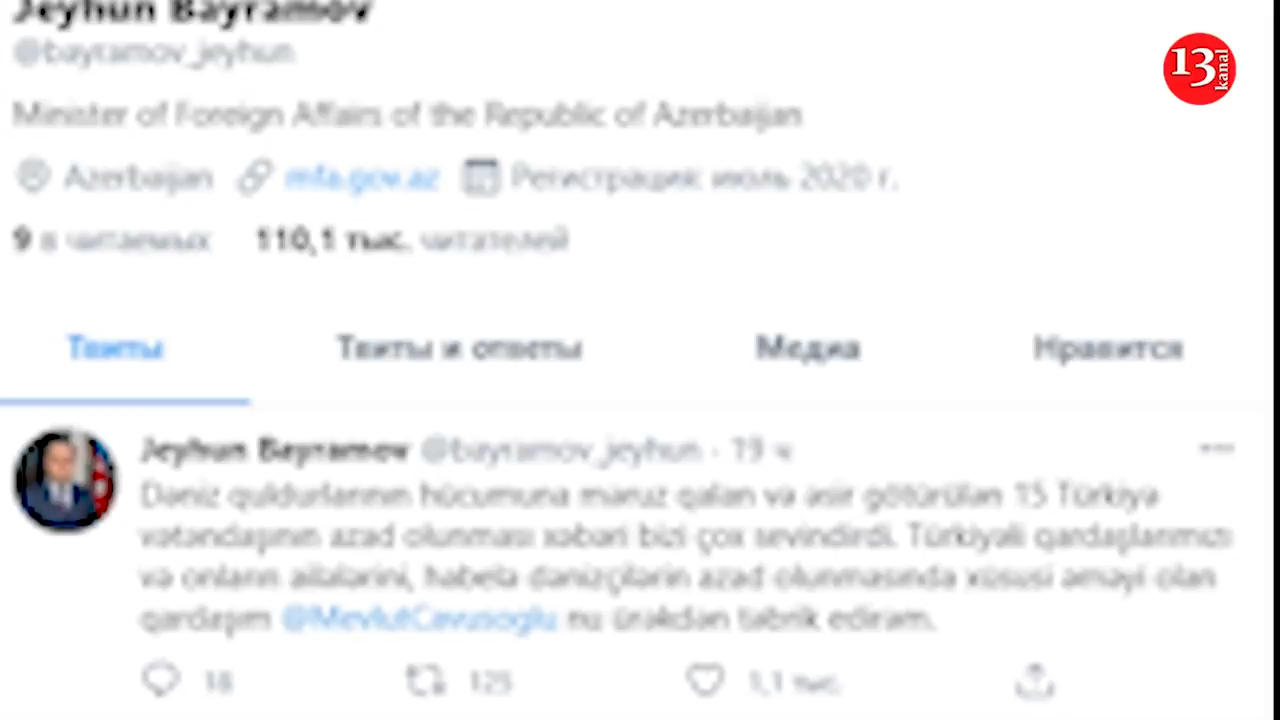 Jeyhun Bayramov
13 kanal
@bayramov_jeyhun
Minister of Foreign Affairs of the Republic of Azerbaijan
Azerbaijan mfa.gov.az Регистрация: июль 2020 г.
9 в читаемых 110,1 тыс. читателей
Твиты Твиты и ответы Медиа Нравится
Jeyhun Bayramov @bayramov_jeyhun · 19 ч
Dəniz quldurlarının hücumuna məruz qalan və əsir götürülən 15 Türkiyə
vətəndaşının azad olunması xəbəri bizi çox sevindirdi. Türkiyəli qardaşlarımızı
və onların ailələrini, habelə dənizçilərin azad olunmasında xüsusi əməyi olan
qardaşım @MevlutCavusoglu nu ürəkdən təbrik edirəm.
18 125 1,1 тыс.